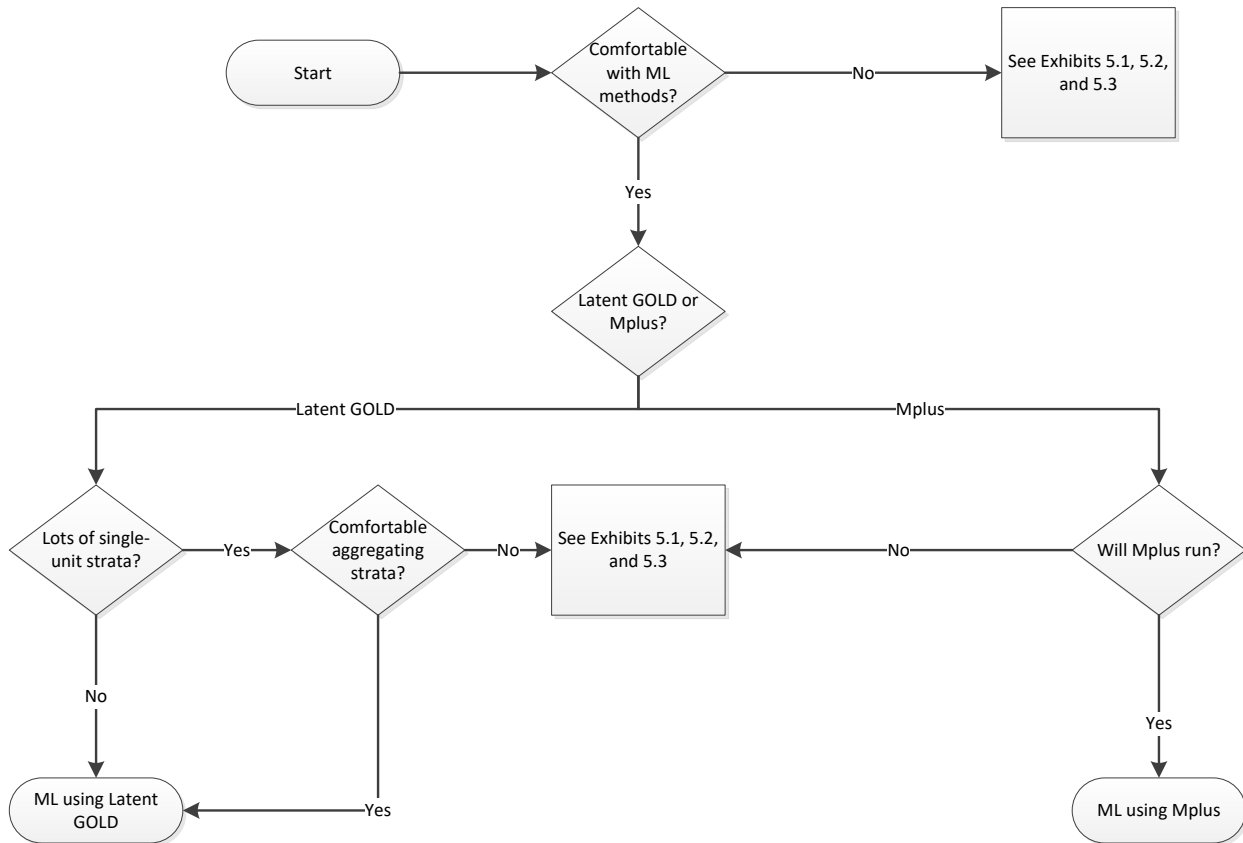 Start
Comfortable
with ML
methods?
No
See Exhibits 5.1, 5.2,
and 5.3
Yes
Latent GOLD or
Mplus?
Latent GOLD
Mplus
Lots of single-
unit strata?
Yes
Comfortable
aggregating
strata?
No
See Exhibits 5.1, 5.2,
and 5.3
No
Will Mplus run?
No
Yes
Yes
ML using Latent
GOLD
ML using Mplus